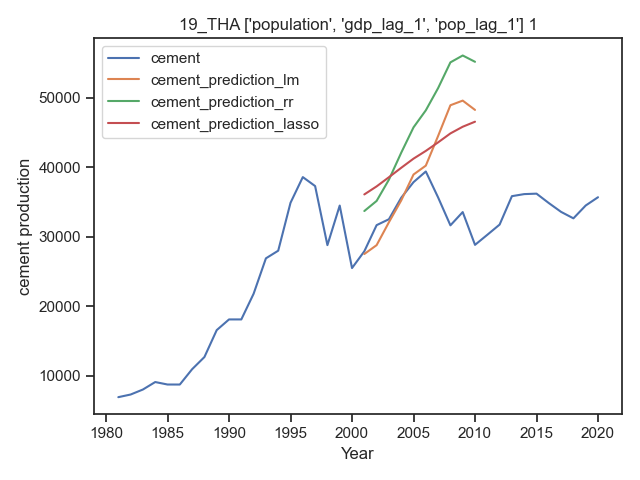 19_THA ['population', 'gdp_lag_1', 'pop_lag_1'] 1
cement
cement_prediction_lm
cement_prediction_rr
cement_prediction_lasso
cement production
50000
40000
30000
20000
10000
1980 1985 1990 1995 2000 2005 2010 2015 2020
Year